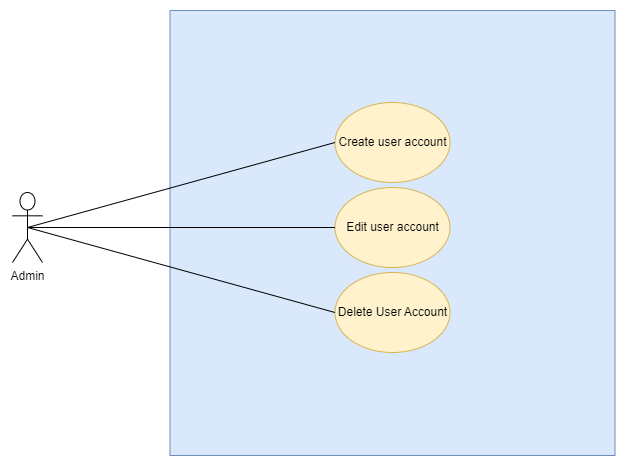 Create user account
Edit user account
Admin
Delete User Account